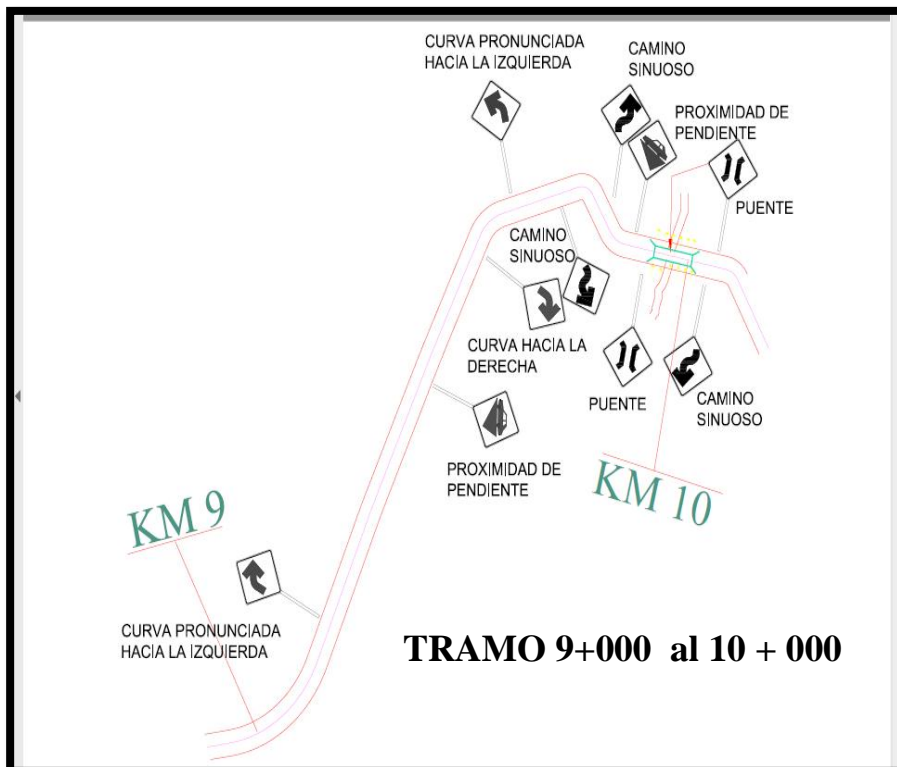 CURVA PRONUNCIADA
HACIA LA IZQUIERDA
CAMINO
SINUOSO
PROXIMIDAD DE
PENDIENTE
PUENTE
CAMINO
SINUOSO
CURVA HACIA LA
DERECHA
PUENTE
CAMINO
SINUOSO
PROXIMIDAD DE
PENDIENTE
KM 10
KM 9
CURVA PRONUNCIADA
HACIA LA IZQUIERDA
TRAMO 9+000 al 10 + 000